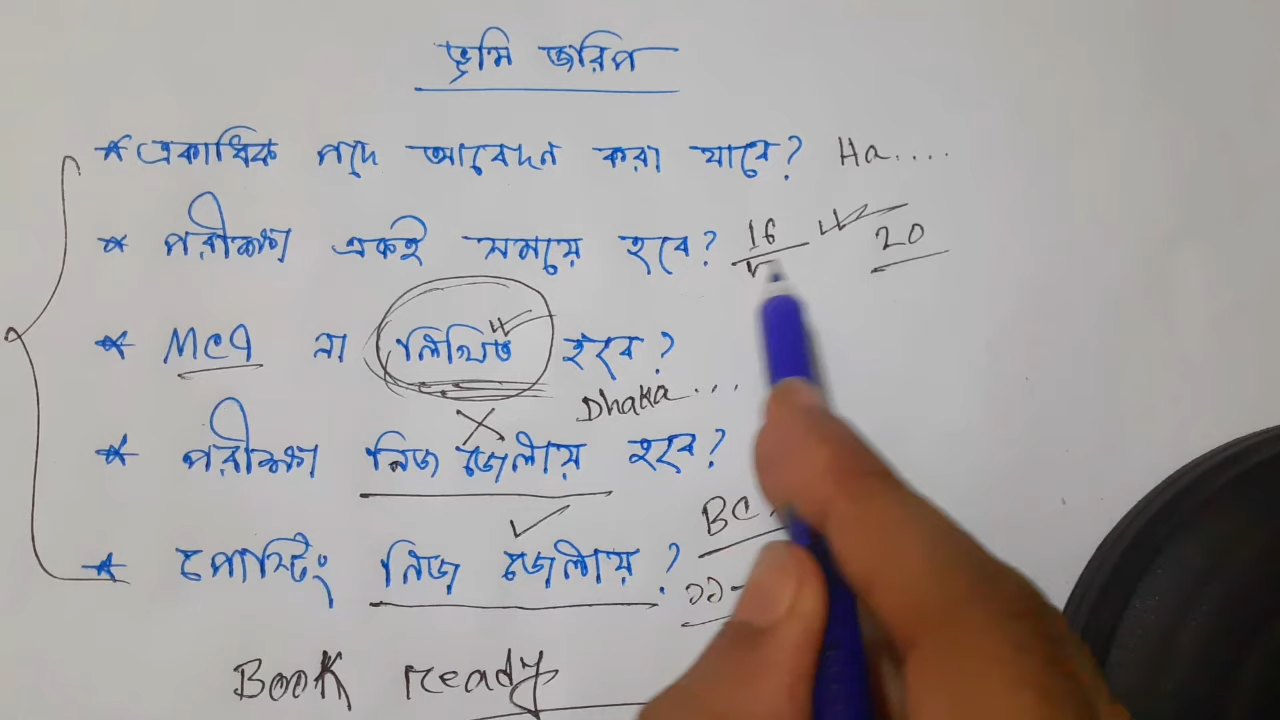 ভূমি জরিপ
* একাধিক পদে আবেদন করা যাবে? Ha....
* পরীক্ষা একই সময়ে হবে? 16 20
* MCQ না লিখিত হবে?
Dhaka...
* পরীক্ষা নিজ জেলায় হবে?
BC
* পোস্টিং নিজ জেলায়? ১১-
Book ready